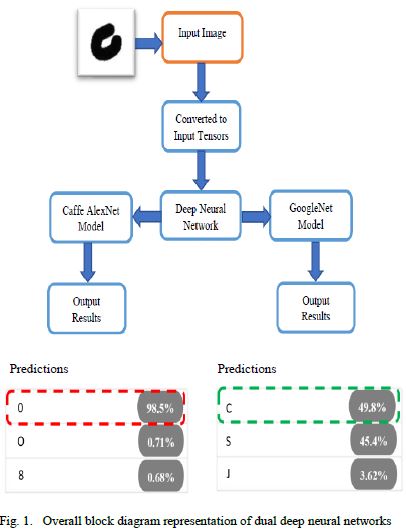 Input Image
Converted to
Input Tensors
Caffe AlexNet
Model
Deep Neural
Network
GoogleNet
Model
Output
Results
Output
Results
Predictions
0 98.5%
O 0.71%
8 0.68%
Predictions
C 49.8%
S 45.4%
J 3.62%
Fig. 1. Overall block diagram representation of dual deep neural networks